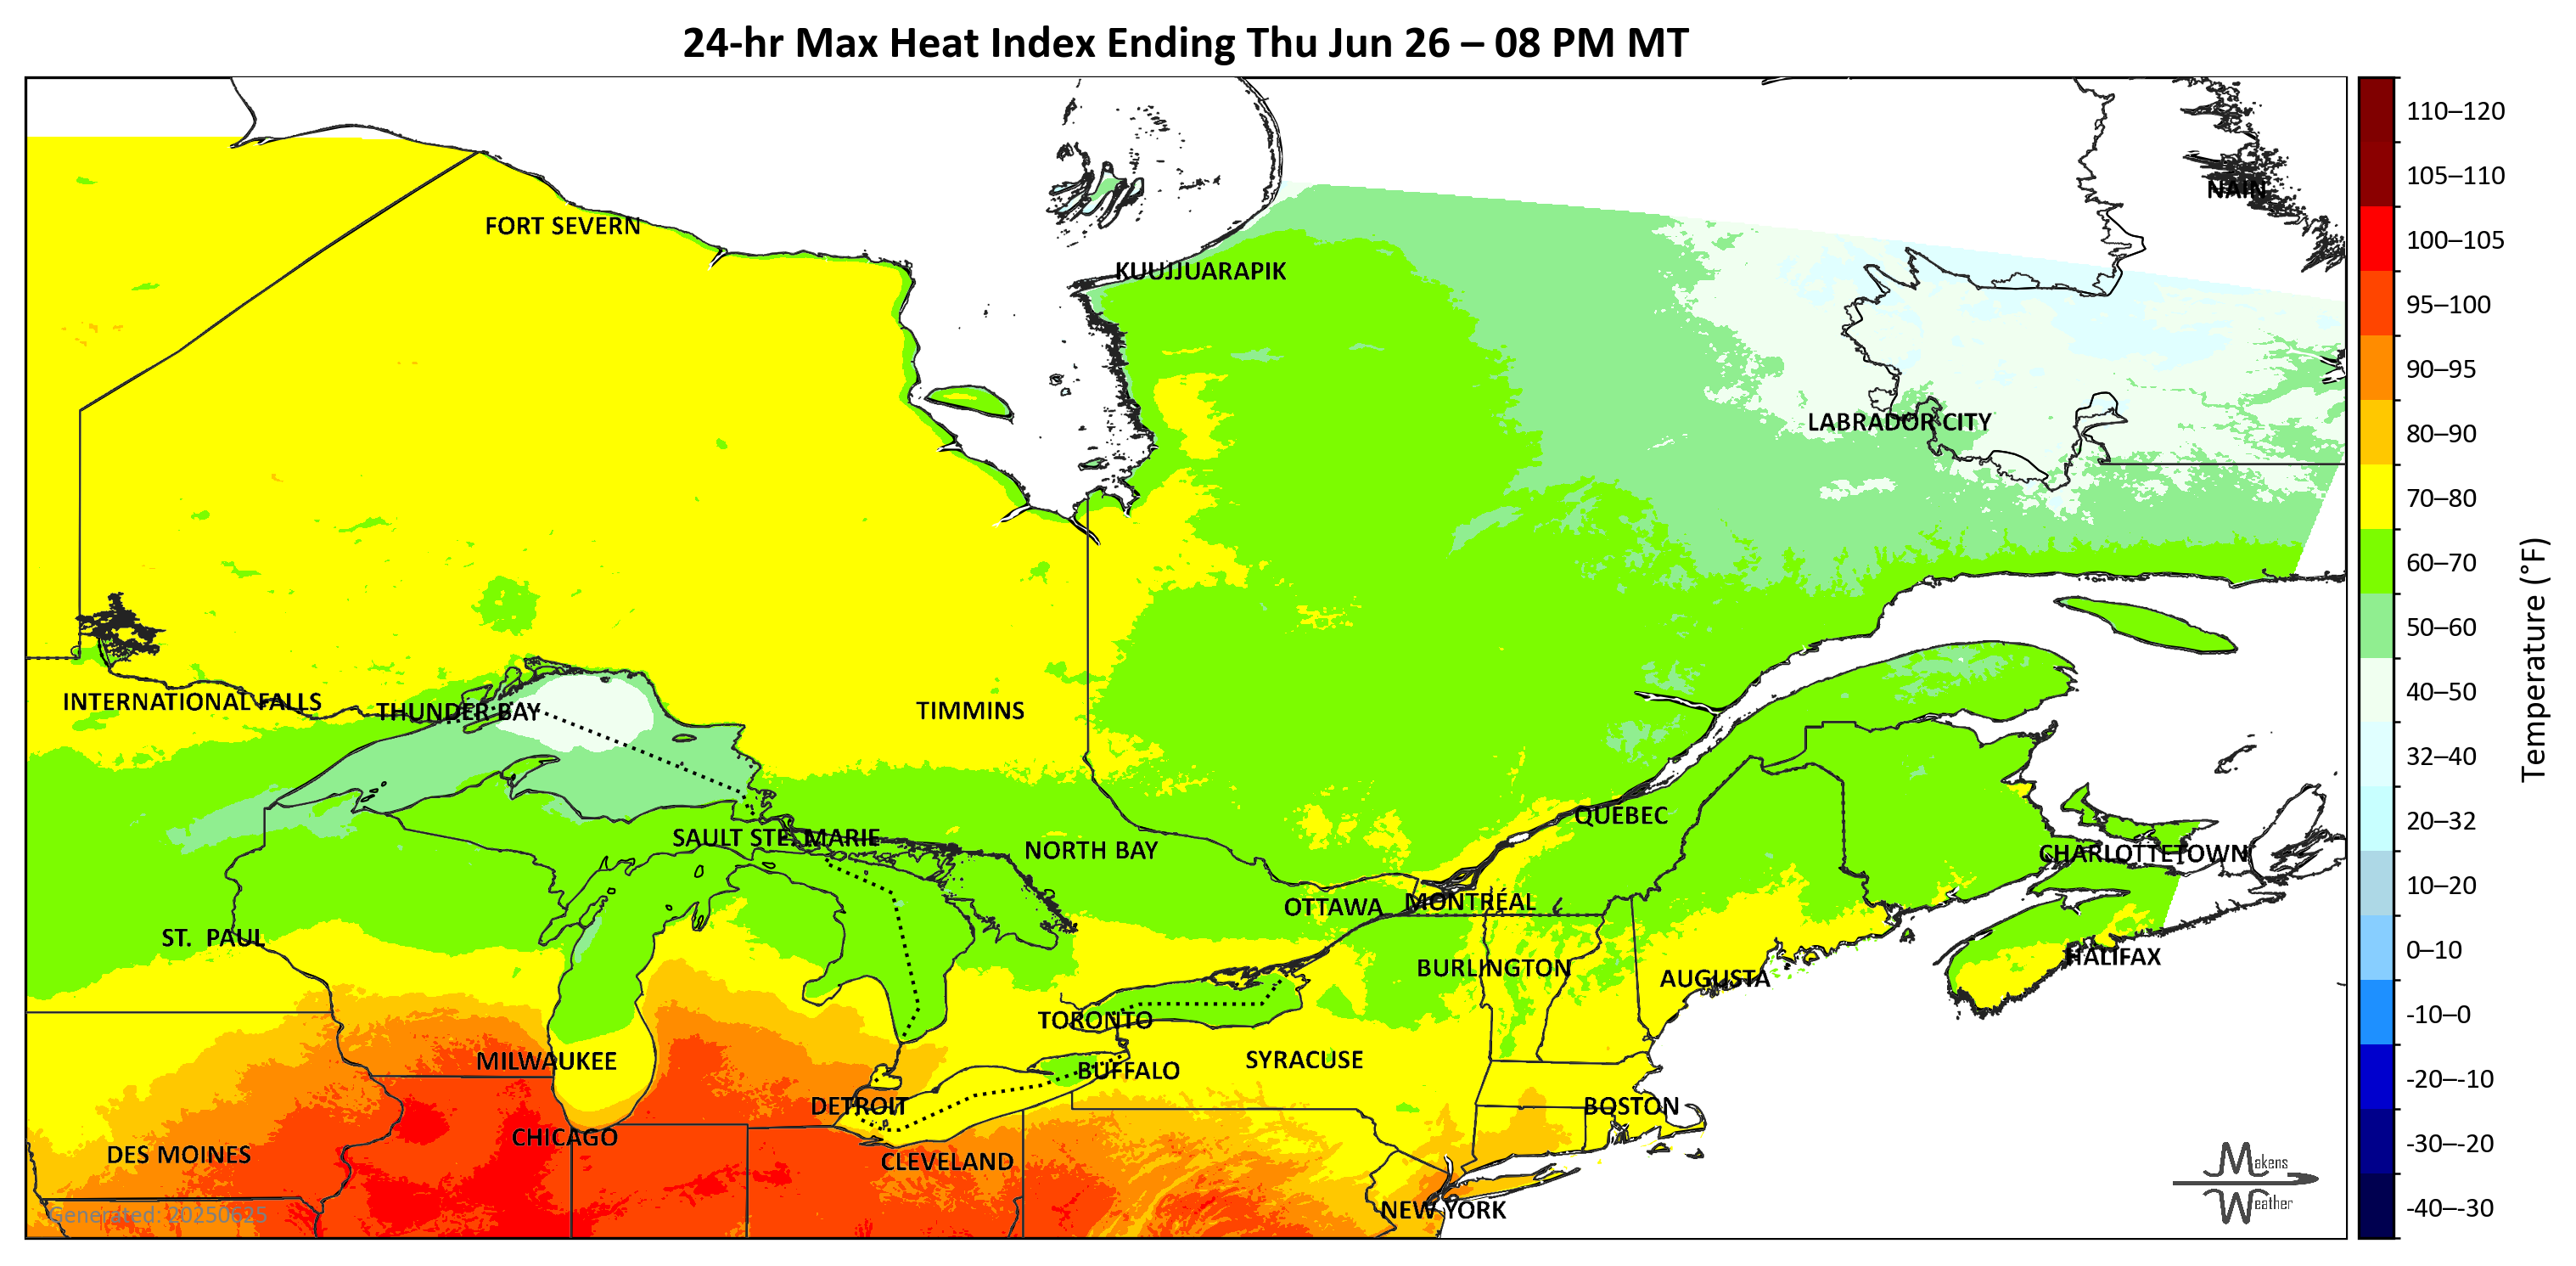 24-hr Max Heat Index Ending Thu Jun 26 – 08 PM MT
NAIN
FORT SEVERN
KUUJJUARAPIK
LABRADOR CITY
INTERNATIONAL FALLS
THUNDER BAY
TIMMINS
QUEBEC
SAULT STE. MARIE
NORTH BAY
CHARLOTTETOWN
OTTAWA
MONTRÉAL
ST.  PAUL
HALIFAX
BURLINGTON
AUGUSTA
TORONTO
MILWAUKEE
SYRACUSE
BUFFALO
DETROIT
BOSTON
CHICAGO
DES MOINES
CLEVELAND
NEW YORK
Generated: 20250625
Makens
Weather
110–120
105–110
100–105
95–100
90–95
80–90
70–80
60–70
50–60
40–50
32–40
20–32
10–20
0–10
-10–0
-20–-10
-30–-20
-40–-30
Temperature (°F)